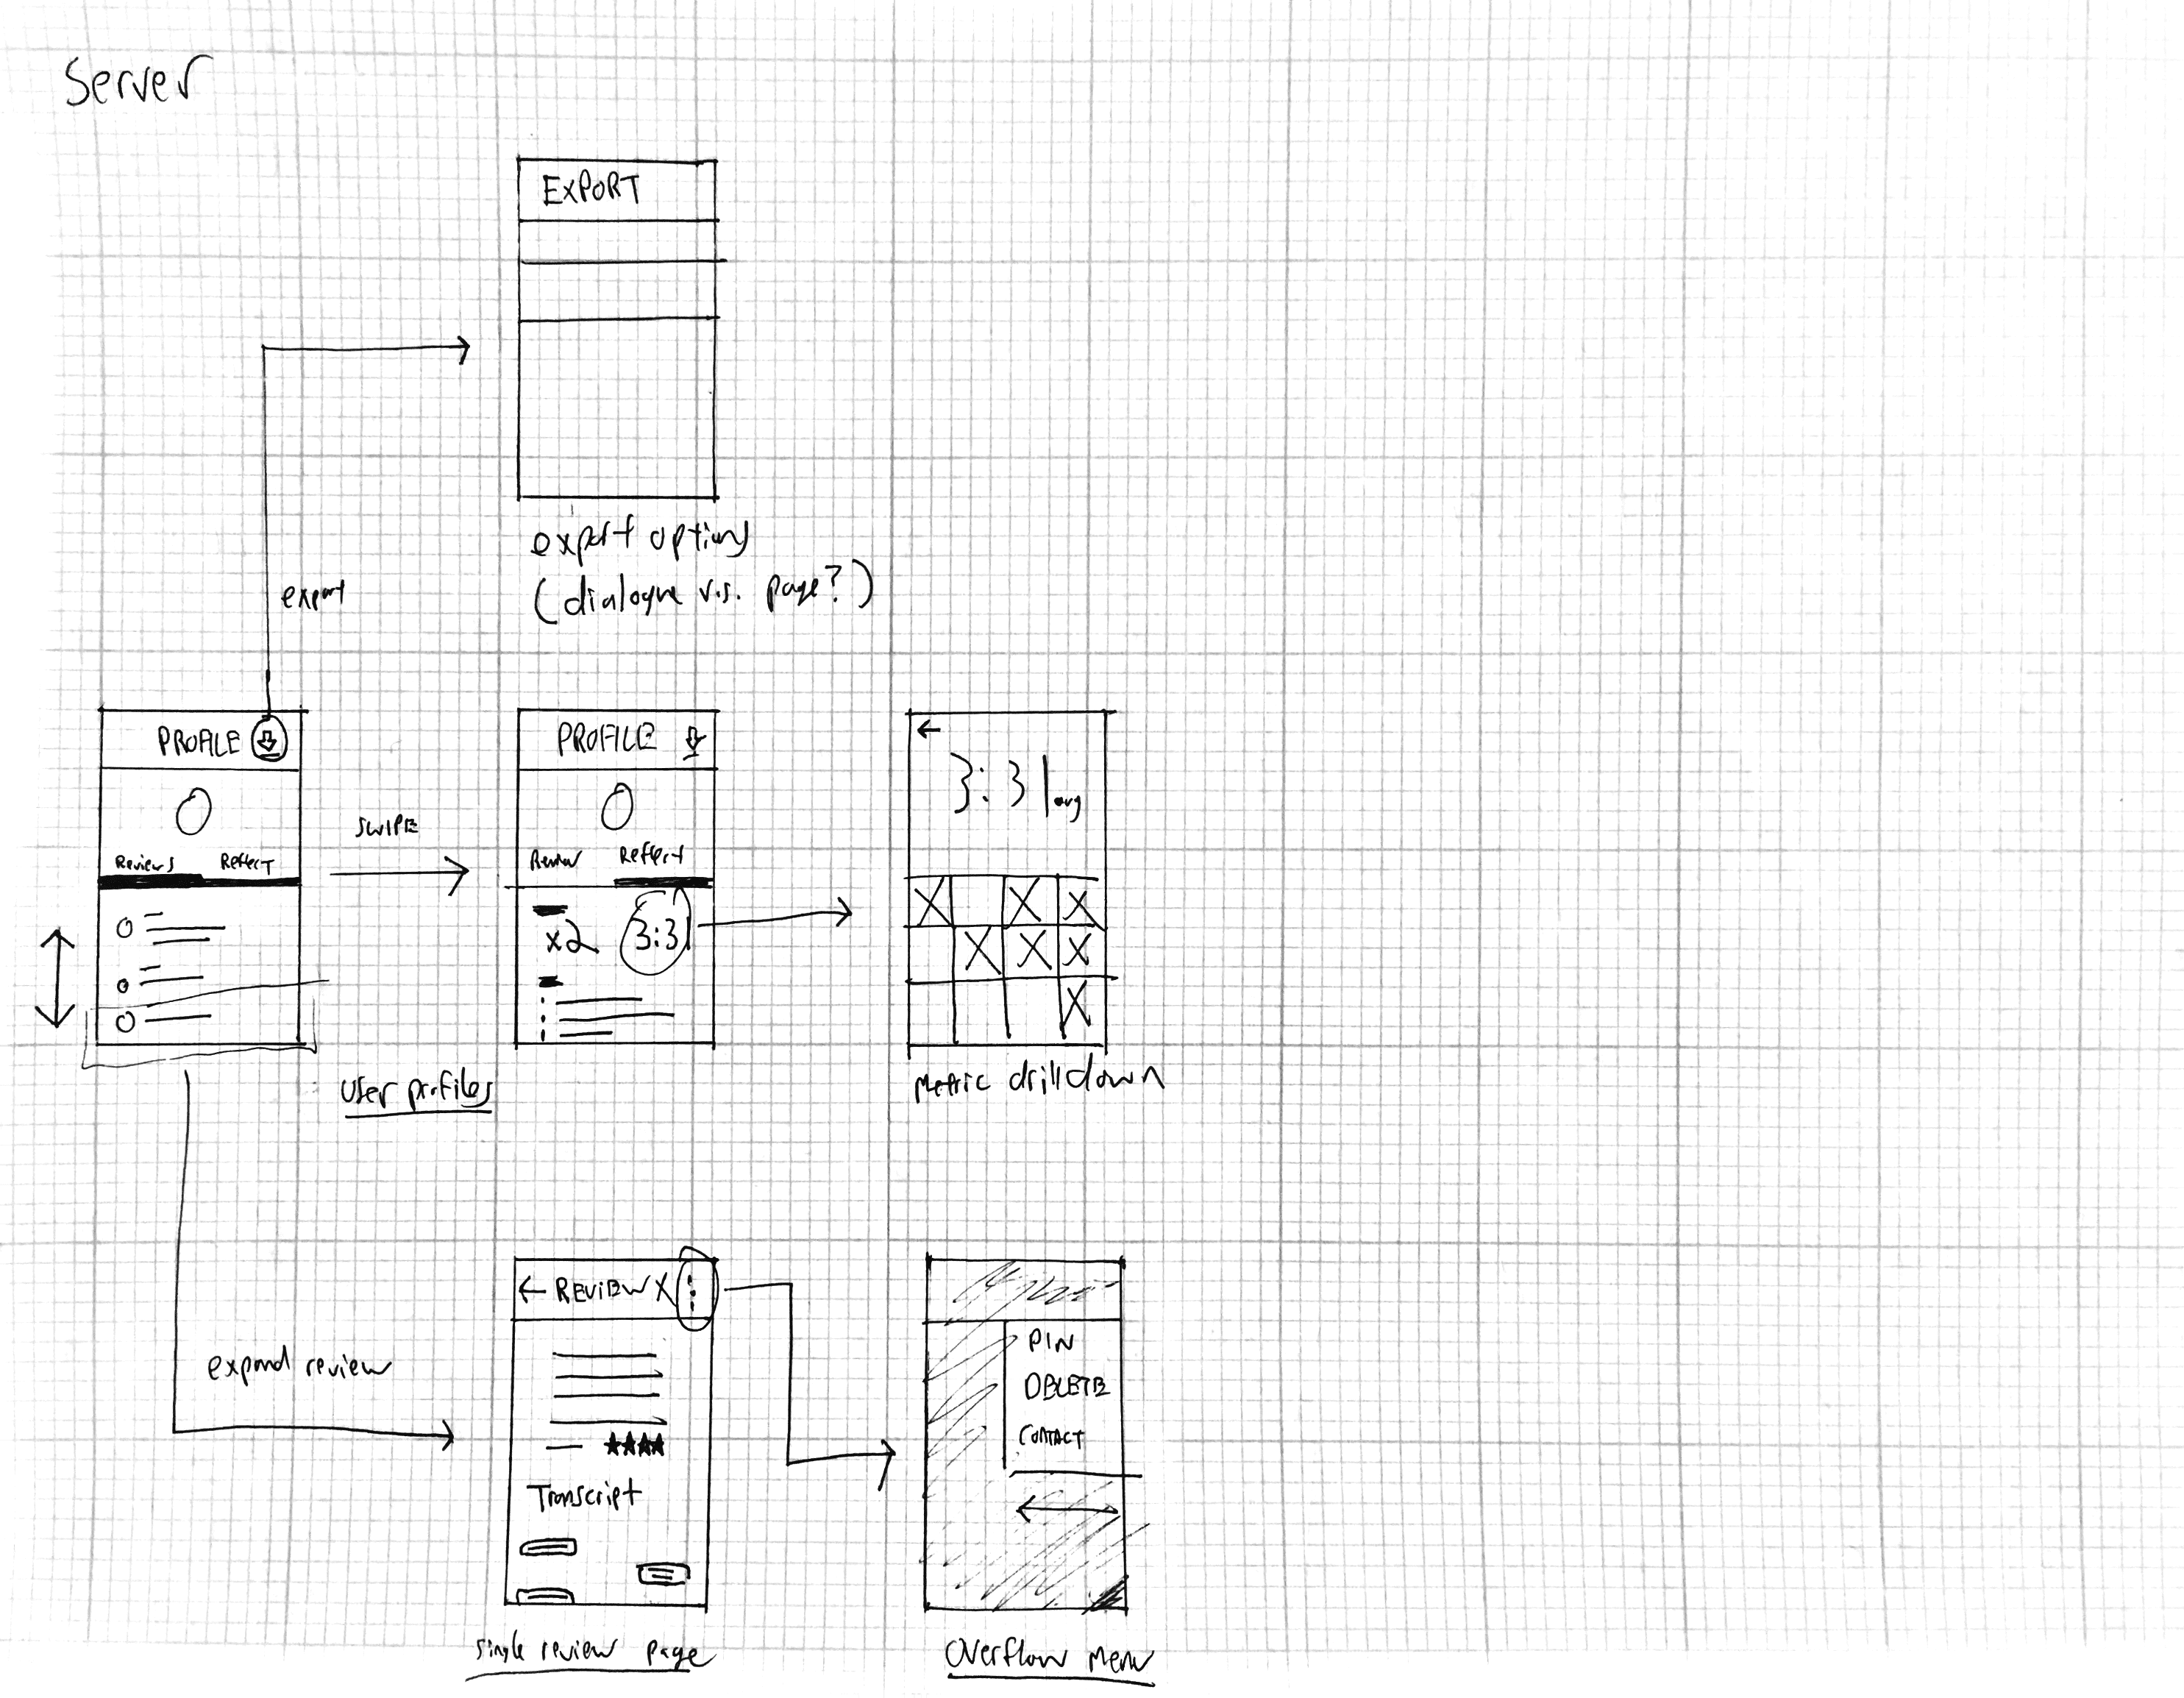 Server
EXPORT
export options
(dialogue v.s. page?)
export
PROFILE
Reviews Reflect
SWIPE
PROFILE
Review Reflect
x2 3:3
user profiles
←
3:3 | avg
Metric drilldown
expand review
← REVIEW X
★★★★
Transcript
single review page
PIN
DELETE
CONTACT
Overflow menu